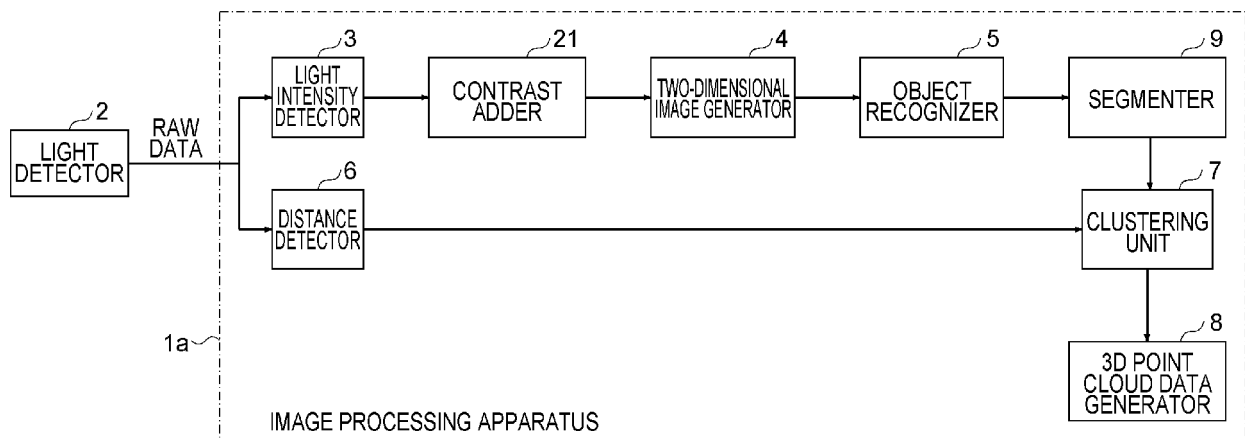 2
LIGHT
DETECTOR
RAW
DATA
3
LIGHT
INTENSITY
DETECTOR
21
CONTRAST
ADDER
4
TWO-DIMENSIONAL
IMAGE GENERATOR
5
OBJECT
RECOGNIZER
9
SEGMENTER
6
DISTANCE
DETECTOR
7
CLUSTERING
UNIT
8
3D POINT
CLOUD DATA
GENERATOR
1a
IMAGE PROCESSING APPARATUS